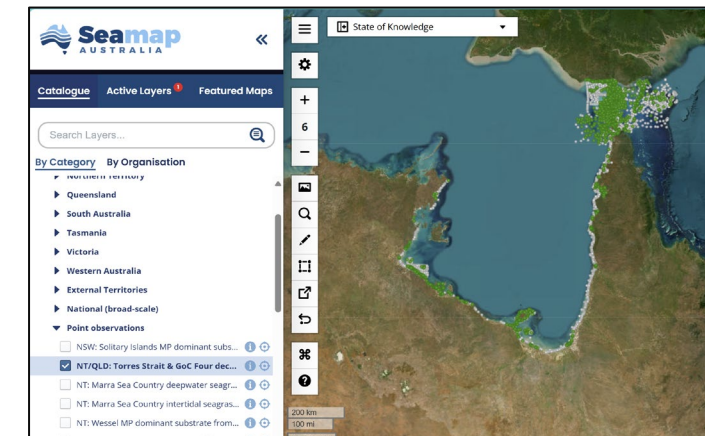 Seamap
AUSTRALIA
State of Knowledge
Catalogue
Active Layers
Featured Maps
Search Layers...
By Category
By Organisation
Northern Territory
Queensland
South Australia
Tasmania
Victoria
Western Australia
External Territories
National (broad-scale)
Point observations
NSW: Solitary Islands MP dominant subs...
NT/QLD: Torres Strait & GoC Four dec...
NT: Marra Sea Country deepwater seagr...
NT: Marra Sea Country intertidal seagras...
NT: Wessel MP dominant substrate from...
6
200 km
100 mi